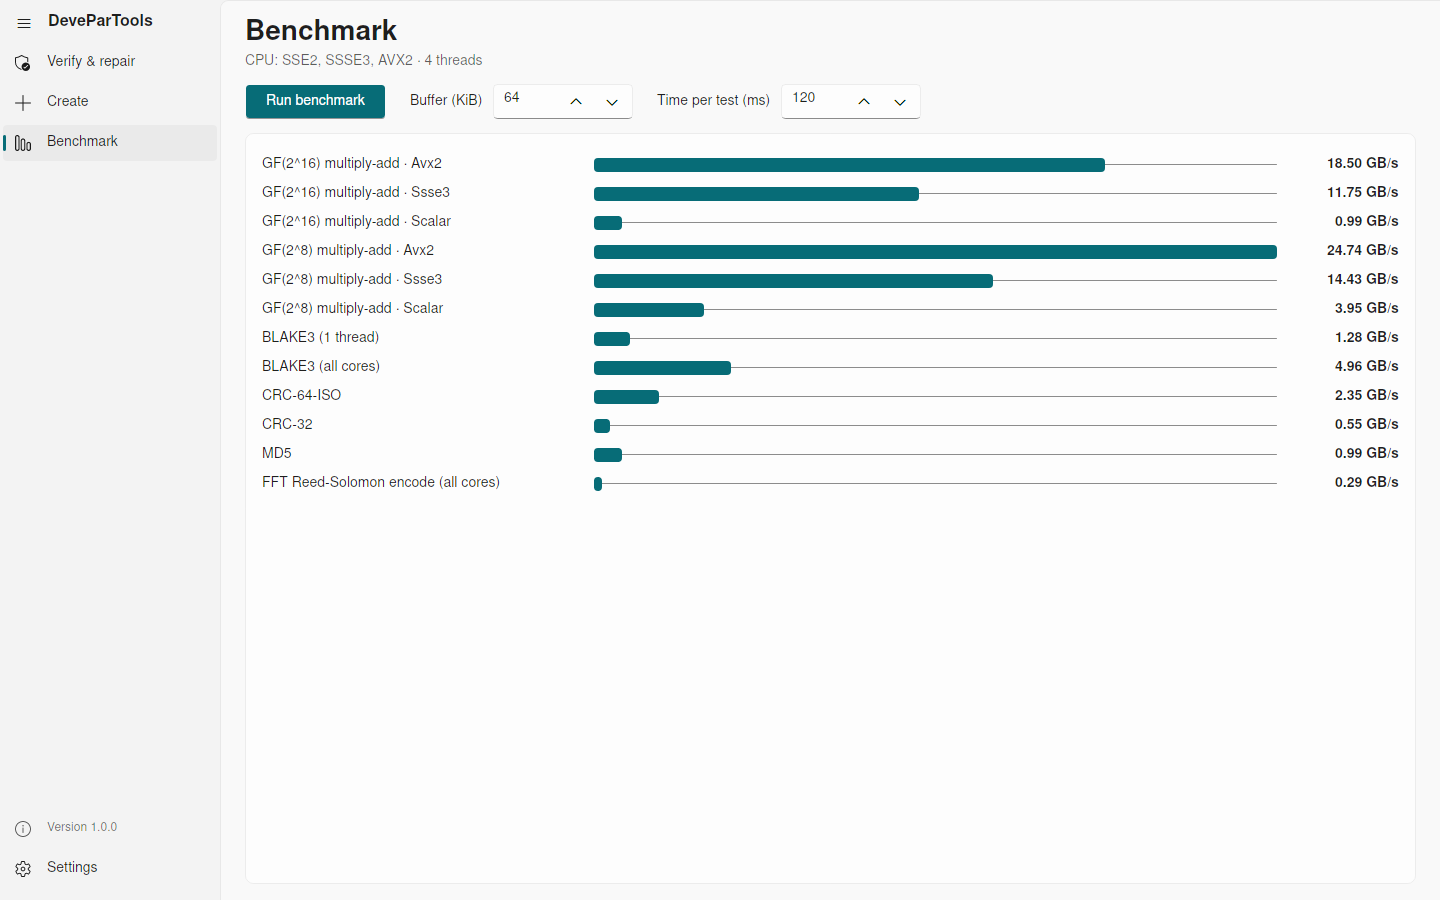 DeveParTools
Verify & repair
Create
Benchmark
Version 1.0.0
Settings
Benchmark
CPU: SSE2, SSSE3, AVX2 · 4 threads
Run benchmark Buffer (KiB) 64 Time per test (ms) 120
GF(2^16) multiply-add · Avx2 18.50 GB/s
GF(2^16) multiply-add · Ssse3 11.75 GB/s
GF(2^16) multiply-add · Scalar 0.99 GB/s
GF(2^8) multiply-add · Avx2 24.74 GB/s
GF(2^8) multiply-add · Ssse3 14.43 GB/s
GF(2^8) multiply-add · Scalar 3.95 GB/s
BLAKE3 (1 thread) 1.28 GB/s
BLAKE3 (all cores) 4.96 GB/s
CRC-64-ISO 2.35 GB/s
CRC-32 0.55 GB/s
MD5 0.99 GB/s
FFT Reed-Solomon encode (all cores) 0.29 GB/s